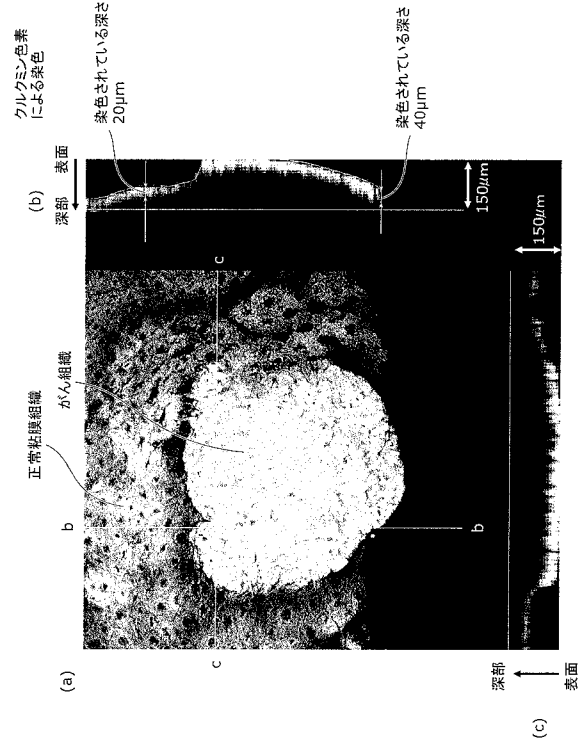 クルクミン色素
による染色
(b)
深部
表面
染色されている深さ
20μm
染色されている深さ
40μm
150μm
正常粘膜組織
がん組織
(a)
b
b
c
c
150μm
深部
表面
(c)